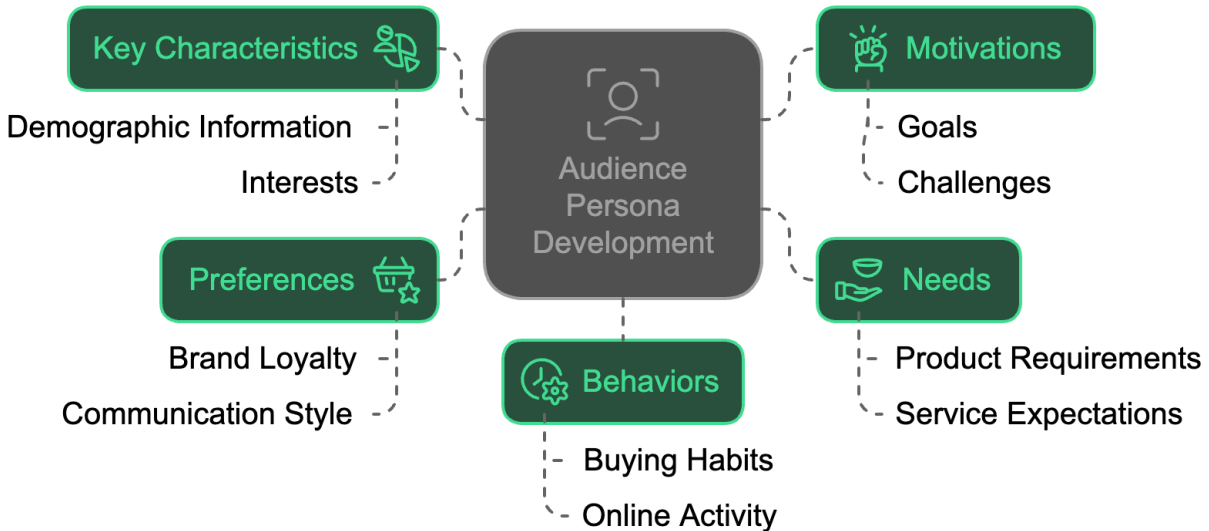 Key Characteristics
Demographic Information
Interests
Preferences
Brand Loyalty
Communication Style
Audience
Persona
Development
Behaviors
Buying Habits
Online Activity
Motivations
Goals
Challenges
Needs
Product Requirements
Service Expectations